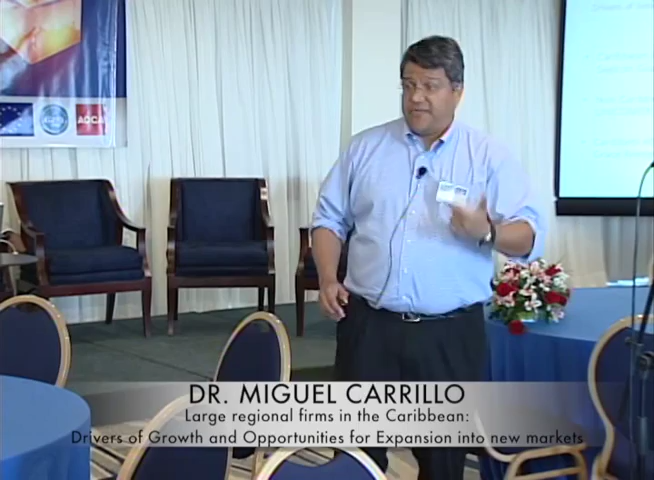 AQCA
DR. MIGUEL CARRILLO
Large regional firms in the Caribbean:
Drivers of Growth and Opportunities for Expansion into new markets